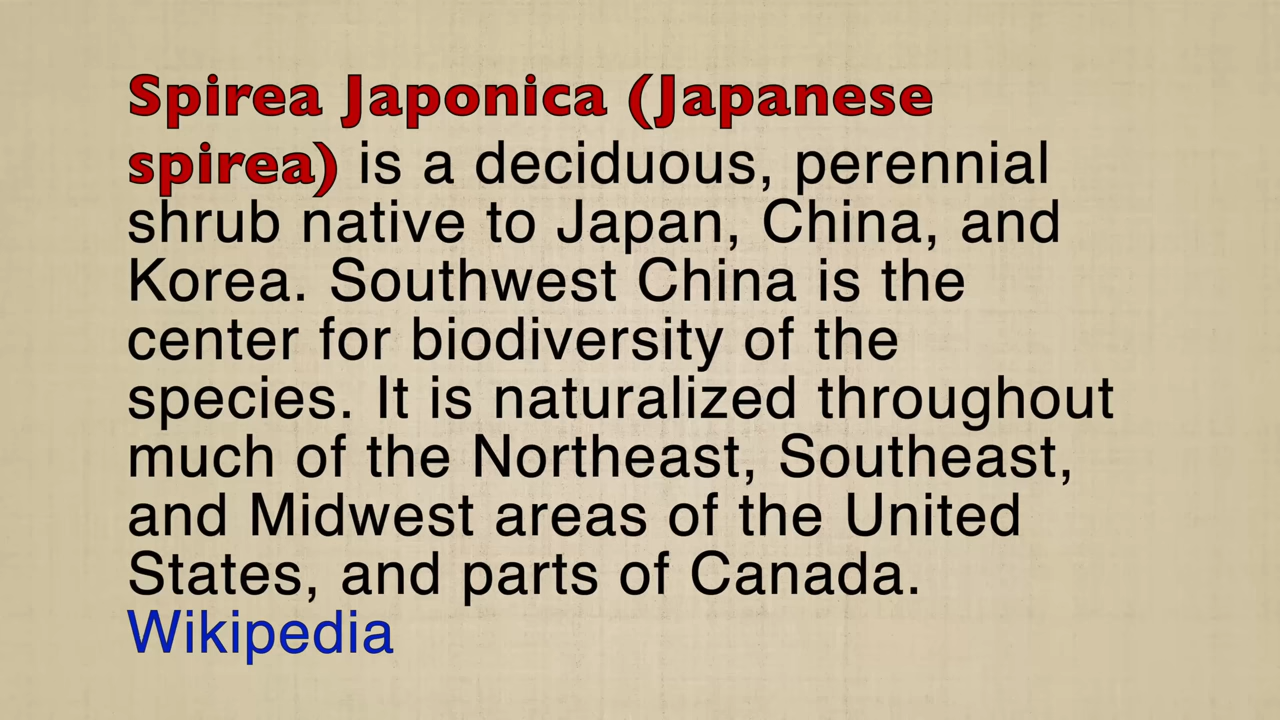 Spirea Japonica (Japanese
spirea) is a deciduous, perennial
shrub native to Japan, China, and
Korea. Southwest China is the
center for biodiversity of the
species. It is naturalized throughout
much of the Northeast, Southeast,
and Midwest areas of the United
States, and parts of Canada.
Wikipedia